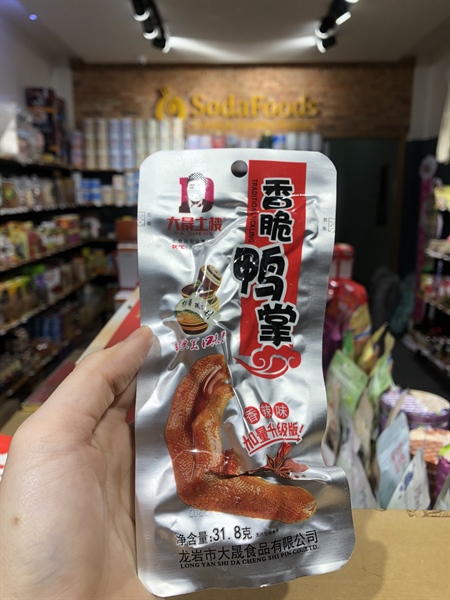 SodaFoods
大晟土楼
香脆鸭掌
香辣味
加量升级版!
净含量:31.8克
龙岩市大晟食品有限公司
LONG YAN SHI DA CHENG SHI PIN CO.,LTD.